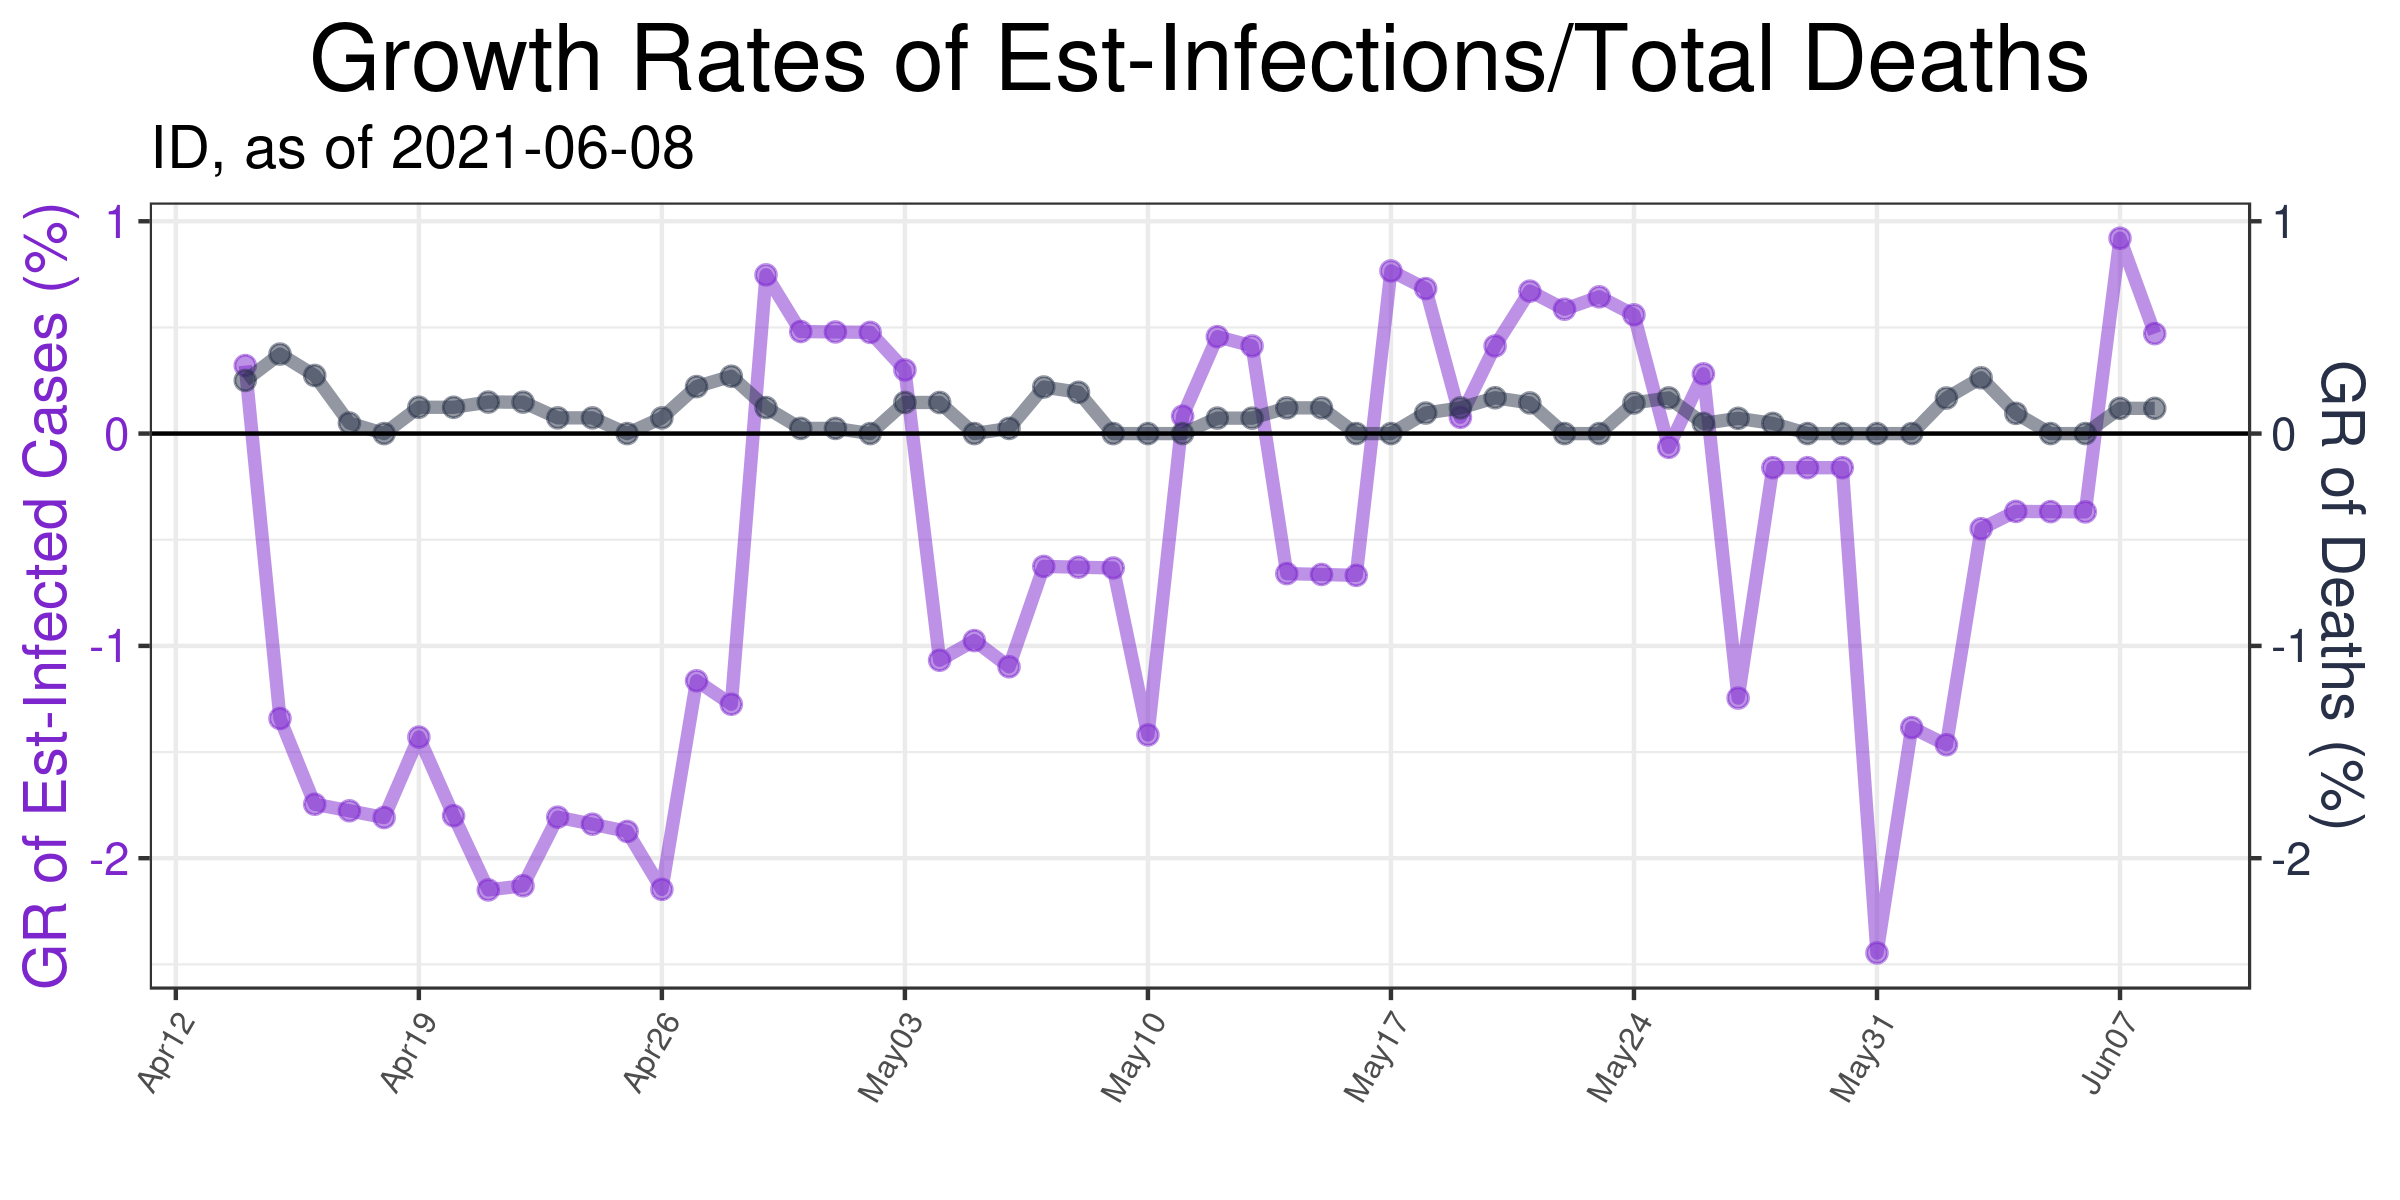 Growth Rates of Est-Infections/Total Deaths
ID, as of 2021-06-08
GR of Est-Infected Cases (%)
1
0
-1
-2
1
0
-1
-2
GR of Deaths (%)
Apr12
Apr19
Apr26
May03
May10
May17
May24
May31
Jun07